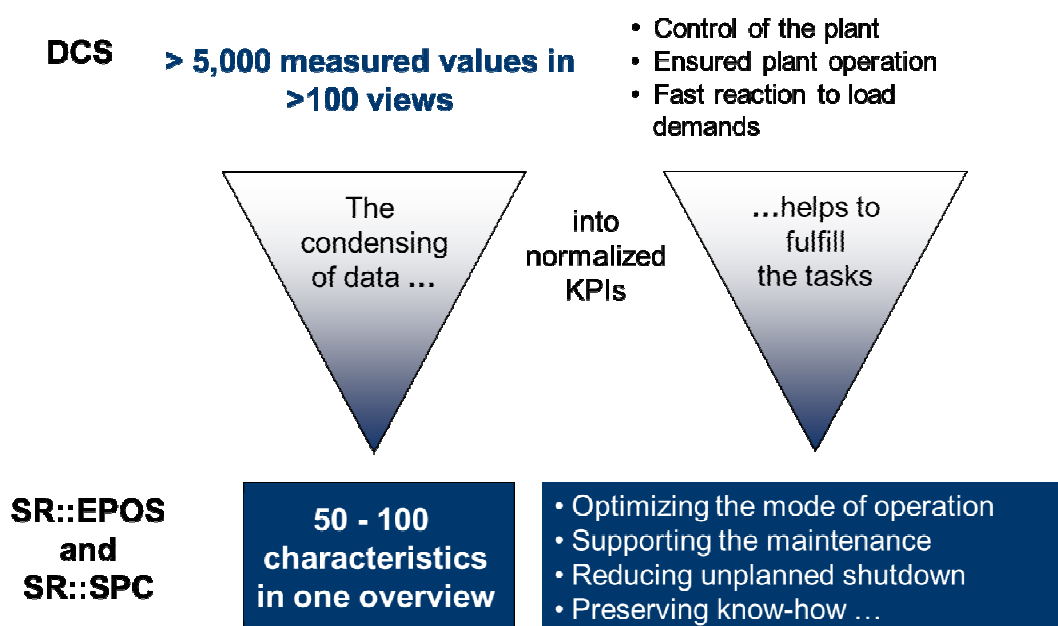 DCS
> 5,000 measured values in
>100 views
• Control of the plant
• Ensured plant operation
• Fast reaction to load
demands
The
condensing
of data ...
into
normalized
KPIs
...helps to
fulfill
the tasks
SR::EPOS
and
SR::SPC
50 - 100
characteristics
in one overview
• Optimizing the mode of operation
• Supporting the maintenance
• Reducing unplanned shutdown
• Preserving know-how ...